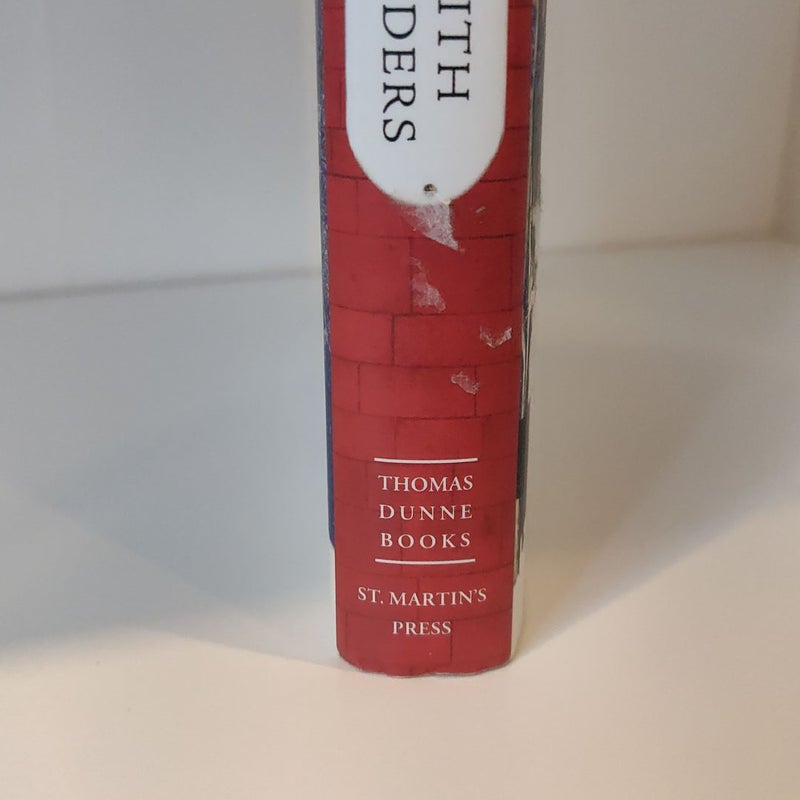 ITH
DERS
THOMAS
DUNNE
BOOKS
ST. MARTIN'S
PRESS